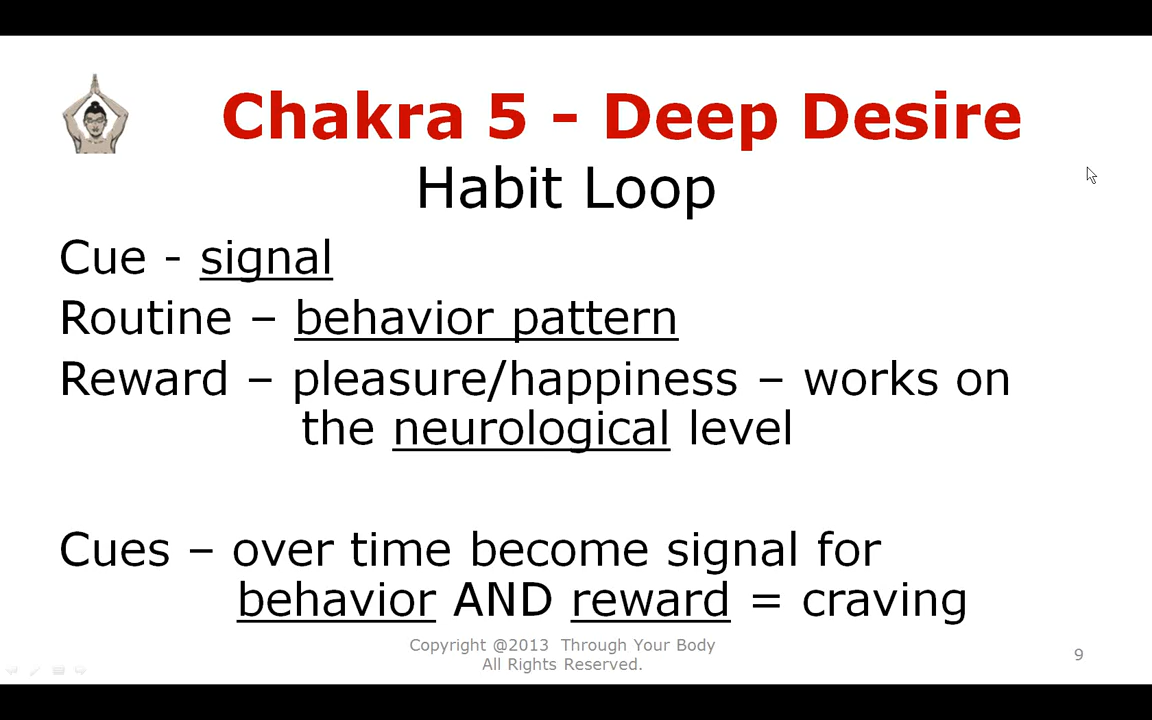 Chakra 5 - Deep Desire
Habit Loop
Cue - signal
Routine – behavior pattern
Reward – pleasure/happiness – works on
the neurological level
Cues – over time become signal for
behavior AND reward = craving
Copyright @2013 Through Your Body
All Rights Reserved.
9